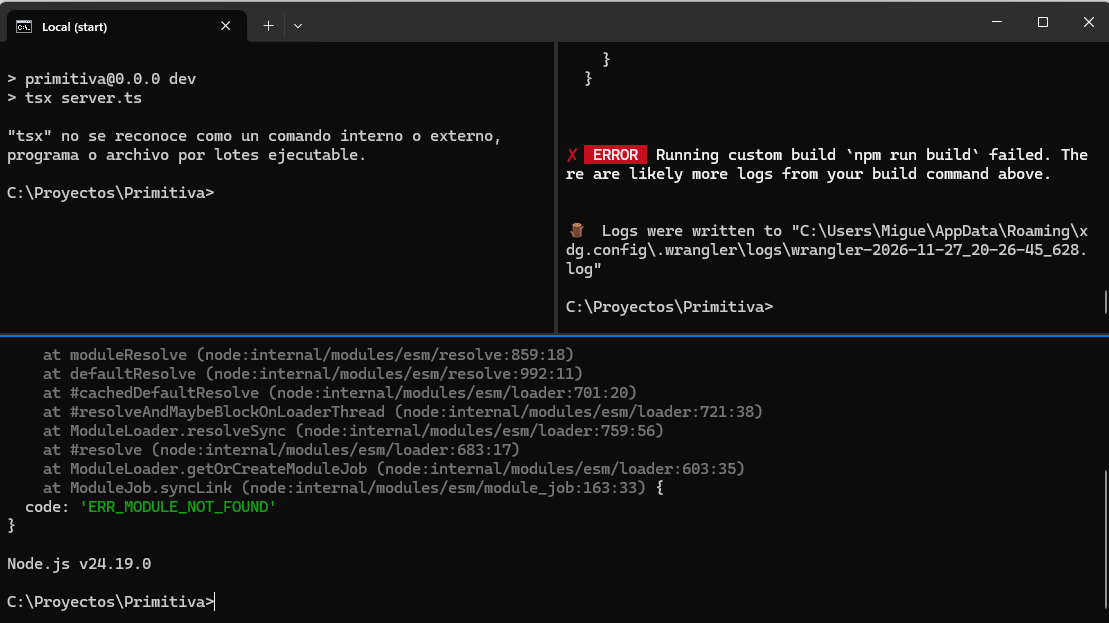 Local (start)
> primitiva@0.0.0 dev
> tsx server.ts
"tsx" no se reconoce como un comando interno o externo,
programa o archivo por lotes ejecutable.
C:\Proyectos\Primitiva>
}
}
✗ ERROR Running custom build `npm run build` failed. The
re are likely more logs from your build command above.
🪵 Logs were written to "C:\Users\Migue\AppData\Roaming\x
dg.config\.wrangler\logs\wrangler-2026-11-27_20-26-45_628.
log"
C:\Proyectos\Primitiva>
at moduleResolve (node:internal/modules/esm/resolve:859:18)
at defaultResolve (node:internal/modules/esm/resolve:992:11)
at #cachedDefaultResolve (node:internal/modules/esm/loader:701:20)
at #resolveAndMaybeBlockOnLoaderThread (node:internal/modules/esm/loader:721:38)
at ModuleLoader.resolveSync (node:internal/modules/esm/loader:759:56)
at #resolve (node:internal/modules/esm/loader:683:17)
at ModuleLoader.getOrCreateModuleJob (node:internal/modules/esm/loader:603:35)
at ModuleJob.syncLink (node:internal/modules/esm/module_job:163:33) {
code: 'ERR_MODULE_NOT_FOUND'
}
Node.js v24.19.0
C:\Proyectos\Primitiva>